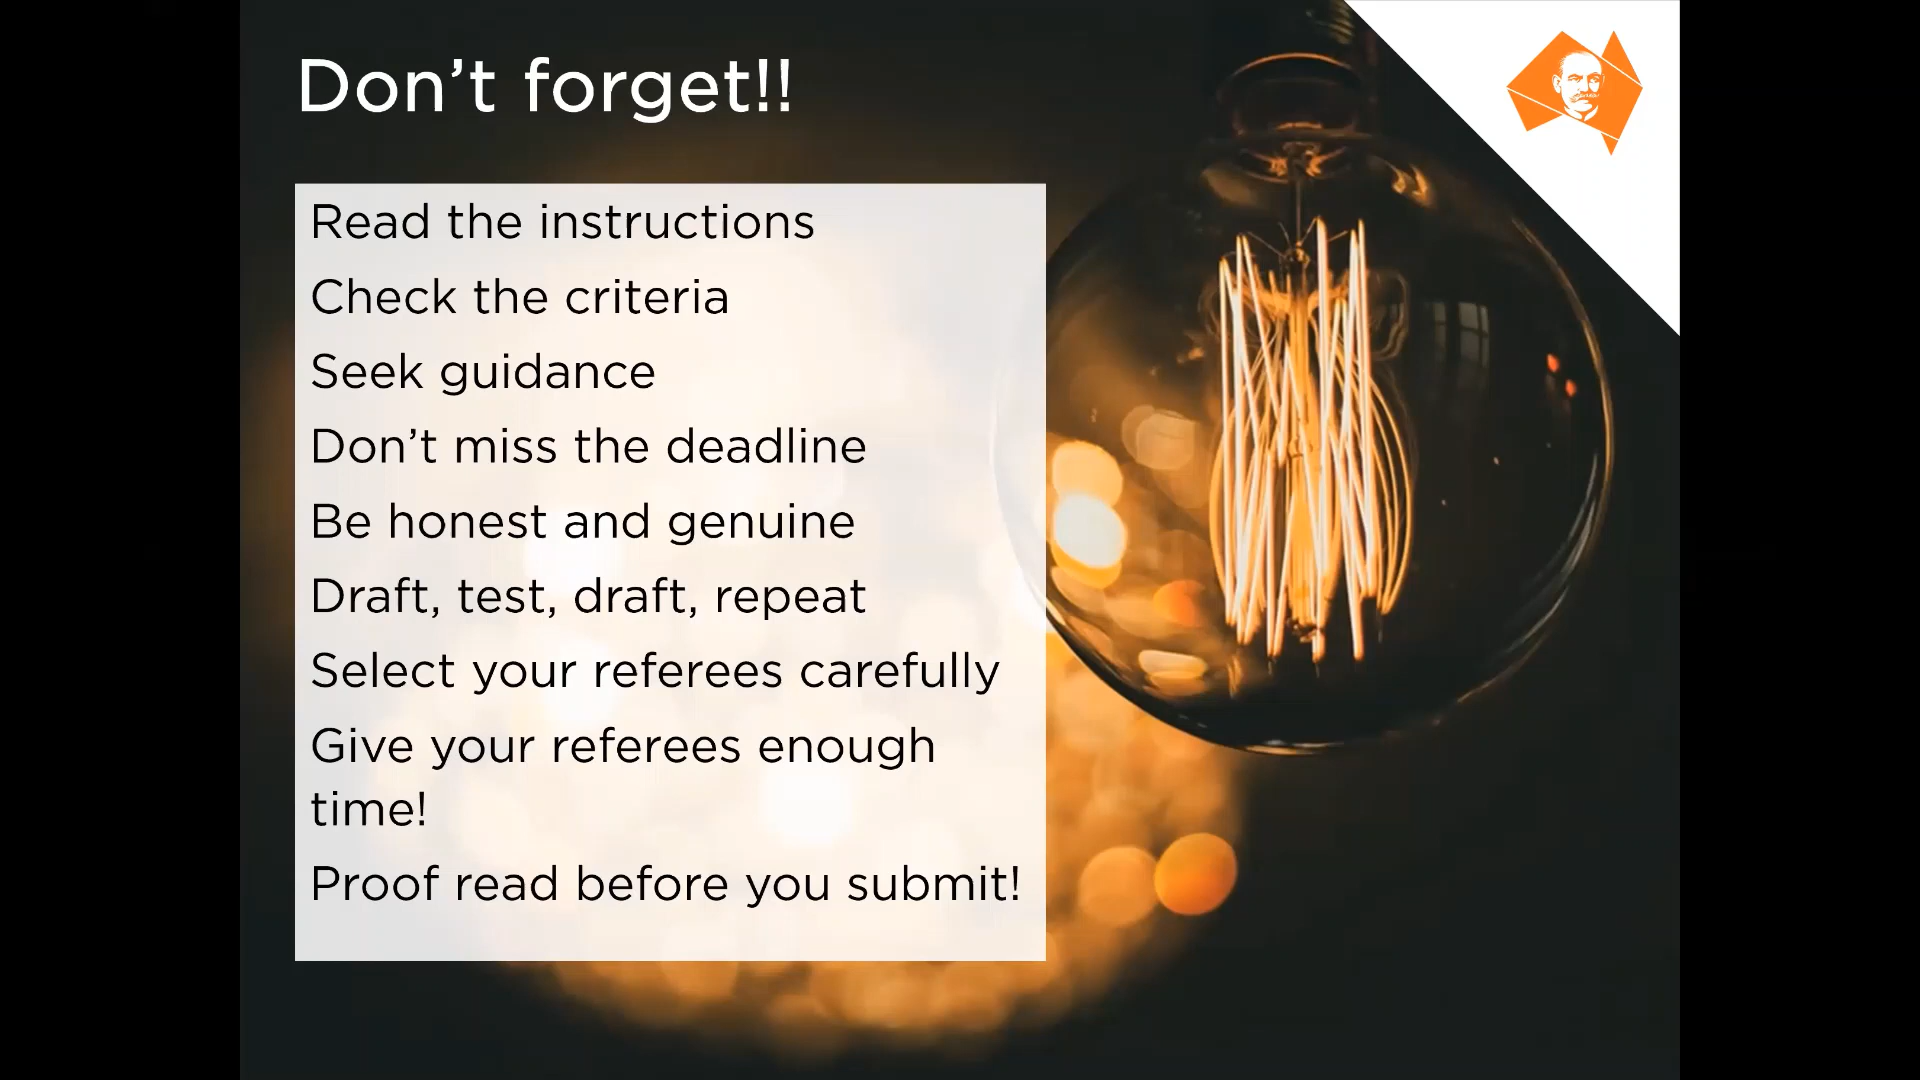 Don’t forget!!
Read the instructions
Check the criteria
Seek guidance
Don’t miss the deadline
Be honest and genuine
Draft, test, draft, repeat
Select your referees carefully
Give your referees enough
time!
Proof read before you submit!